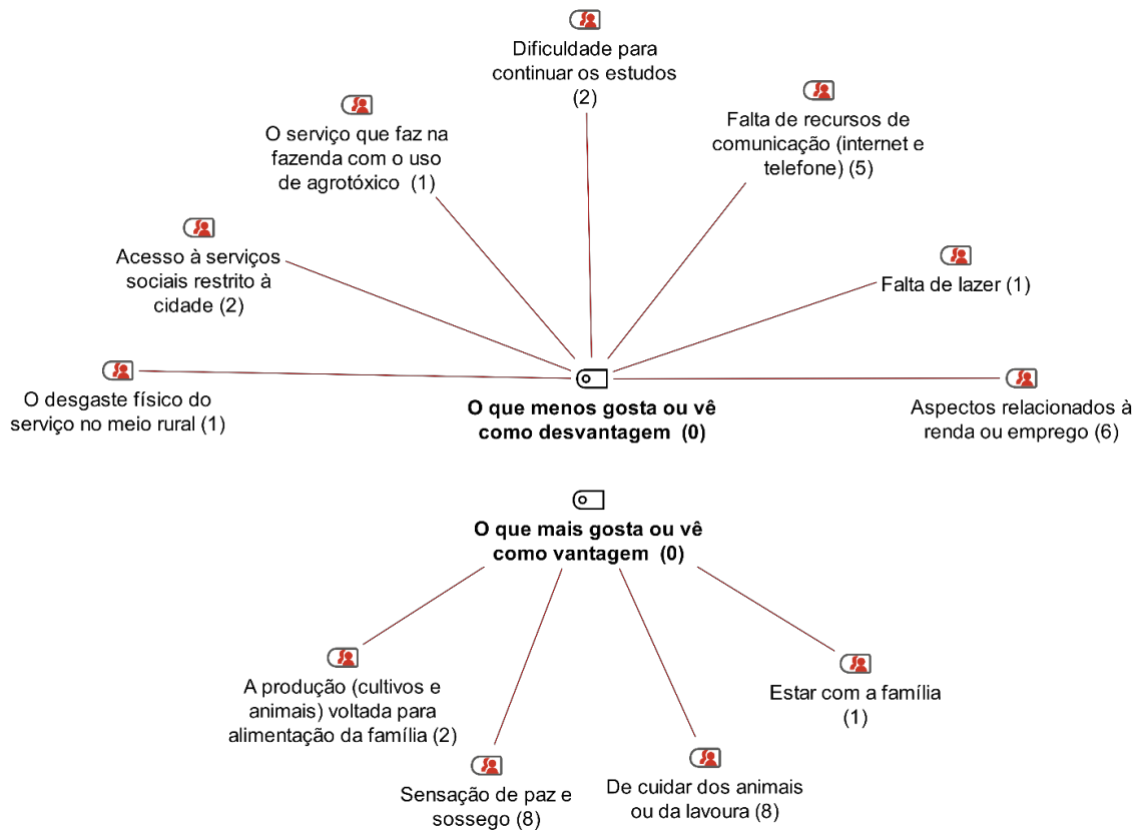 Dificuldade para
continuar os estudos
(2)
O serviço que faz na
fazenda com o uso
de agrotóxico (1)
Falta de recursos de
comunicação (internet e
telefone) (5)
Acesso à serviços
sociais restrito à
cidade (2)
Falta de lazer (1)
O desgaste físico do
serviço no meio rural (1)
O que menos gosta ou vê
como desvantagem (0)
Aspectos relacionados à
renda ou emprego (6)
O que mais gosta ou vê
como vantagem (0)
A produção (cultivos e
animais) voltada para
alimentação da família (2)
Sensação de paz e
sossego (8)
De cuidar dos animais
ou da lavoura (8)
Estar com a família
(1)